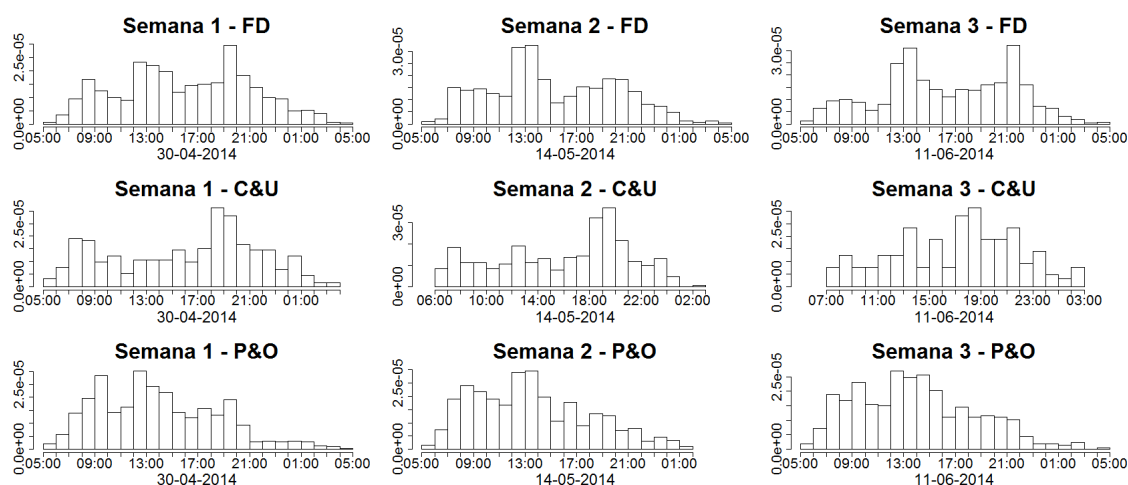 Semana 1 - FD
0.0e+00 2.5e-05
05:00 09:00 13:00 17:00 21:00 01:00 05:00
30-04-2014
Semana 2 - FD
0.0e+00 3.0e-05
05:00 09:00 13:00 17:00 21:00 01:00 05:00
14-05-2014
Semana 3 - FD
0.0e+00 3.0e-05
05:00 09:00 13:00 17:00 21:00 01:00 05:00
11-06-2014
Semana 1 - C&U
0.0e+00 2.5e-05
05:00 09:00 13:00 17:00 21:00 01:00
30-04-2014
Semana 2 - C&U
0e+00 3e-05
06:00 10:00 14:00 18:00 22:00 02:00
14-05-2014
Semana 3 - C&U
0.0e+00 2.5e-05
07:00 11:00 15:00 19:00 23:00 03:00
11-06-2014
Semana 1 - P&O
0.0e+00 2.5e-05
05:00 09:00 13:00 17:00 21:00 01:00 05:00
30-04-2014
Semana 2 - P&O
0.0e+00 2.5e-05
05:00 09:00 13:00 17:00 21:00 02:00
14-05-2014
Semana 3 - P&O
0.0e+00 2.5e-05
05:00 09:00 13:00 17:00 21:00 01:00 05:00
11-06-2014